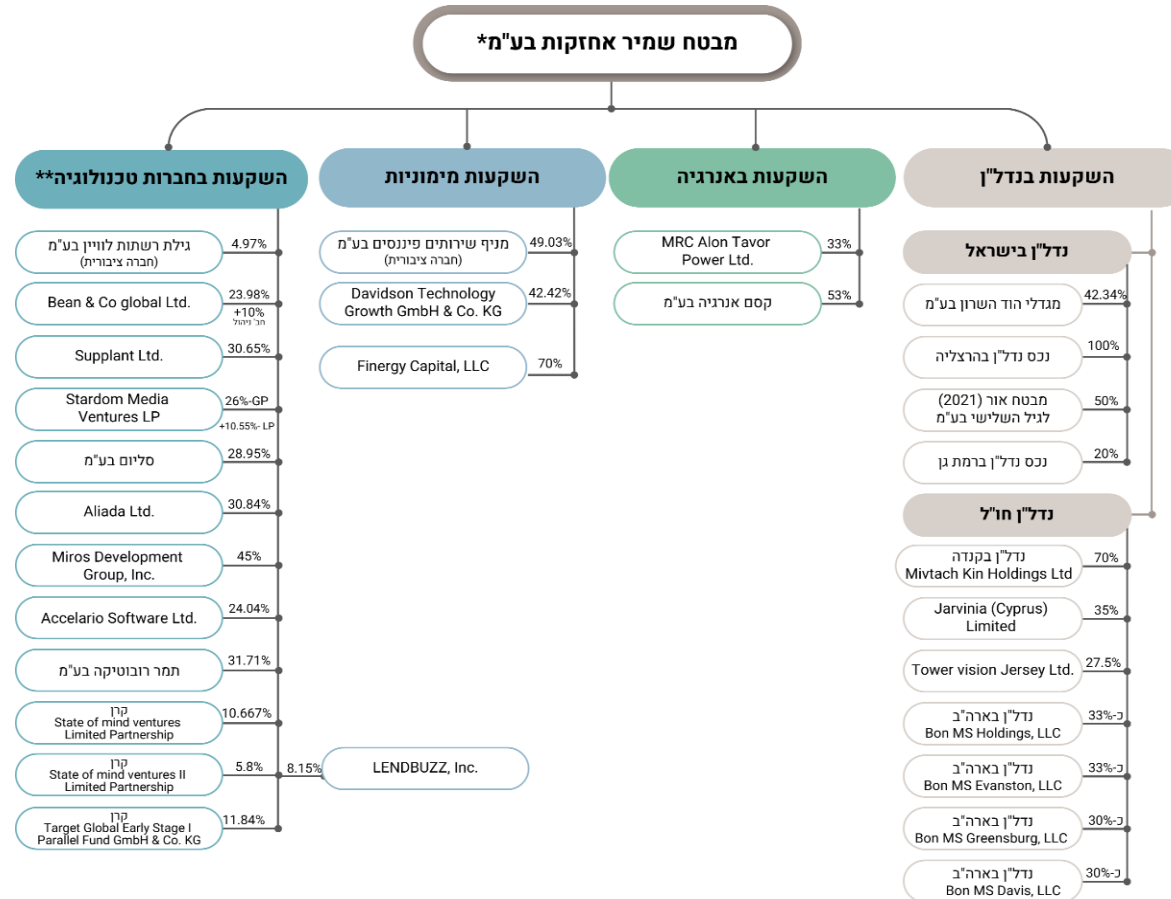 מבטח שמיר אחזקות בע"מ*
השקעות בנדל"ן
השקעות באנרגיה
השקעות מימוניות
השקעות בחברות טכנולוגיה**
נדל"ן בישראל
42.34%
מגדלי הוד השרון בע"מ
100%
נכס נדל"ן בהרצליה
50%
מבטח אור (2021)
לגיל השלישי בע"מ
20%
נכס נדל"ן ברמת גן
נדל"ן חו"ל
70%
נדל"ן בקנדה
Mivtach Kin Holdings Ltd
35%
Jarvinia (Cyprus)
Limited
27.5%
Tower vision Jersey Ltd.
כ-33%
נדל"ן בארה"ב
Bon MS Holdings, LLC
כ-33%
נדל"ן בארה"ב
Bon MS Evanston, LLC
כ-30%
נדל"ן בארה"ב
Bon MS Greensburg, LLC
כ-30%
נדל"ן בארה"ב
Bon MS Davis, LLC
33%
MRC Alon Tavor
Power Ltd.
53%
קסם אנרגיה בע"מ
49.03%
מניף שירותים פיננסים בע"מ
(חברה ציבורית)
42.42%
Davidson Technology
Growth GmbH & Co. KG
70%
Finergy Capital, LLC
8.15%
LENDBUZZ, Inc.
4.97%
גילת רשתות לוויין בע"מ
(חברה ציבורית)
23.98%
+10%
חב' ניהול
Bean & Co global Ltd.
30.65%
Supplant Ltd.
26%-GP
+10.55%- LP
Stardom Media
Ventures LP
28.95%
סליום בע"מ
30.84%
Aliada Ltd.
45%
Miros Development
Group, Inc.
24.04%
Accelario Software Ltd.
31.71%
תמר רובוטיקה בע"מ
10.667%
קרן
State of mind ventures
Limited Partnership
5.8%
קרן
State of mind ventures II
Limited Partnership
11.84%
קרן
Target Global Early Stage I
Parallel Fund GmbH & Co. KG